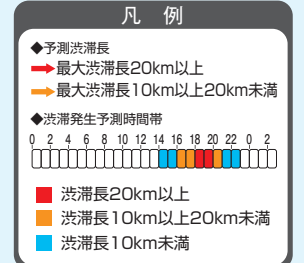 凡 例
◆予測渋滞長
最大渋滞長20km以上
最大渋滞長10km以上20km未満
◆渋滞発生予測時間帯
0 2 4 6 8 10 12 14 16 18 20 22 0 2
渋滞長20km以上
渋滞長10km以上20km未満
渋滞長10km未満